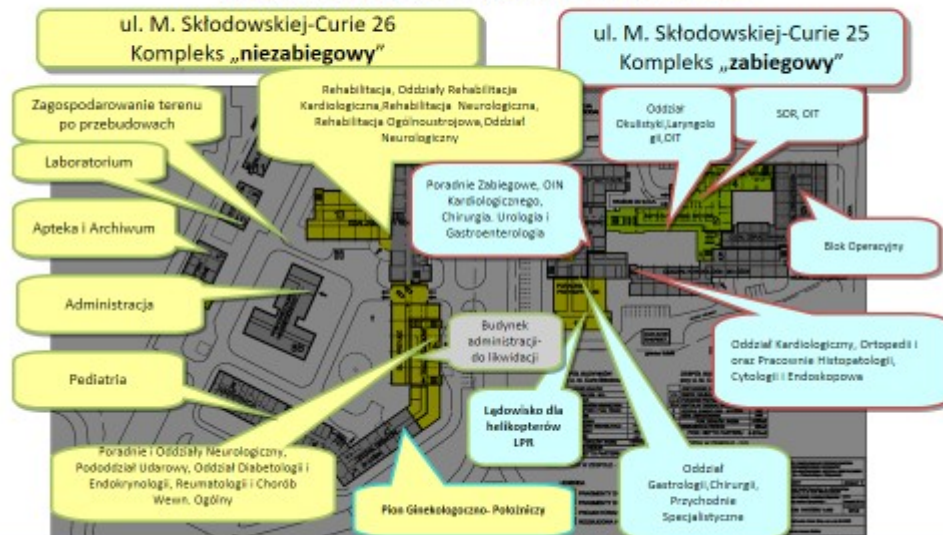 ul. M. Skłodowskiej-Curie 26
Kompleks „niezabiegowy”
ul. M. Skłodowskiej-Curie 25
Kompleks „zabiegowy”
Zagospodarowanie terenu
po przebudowach
Rehabilitacja, Oddziały Rehabilitacja
Kardiologiczna,Rehabilitacja Neurologiczna,
Rehabilitacja Ogólnoustrojowa,Oddział
Neurologiczny
Oddział
Okulistyki,Laryngolo
gii,OIT
SOR, OIT
Laboratorium
Poradnie Zabiegowe, OIN
Kardiologicznego,
Chirurgia, Urologia i
Gastroenterologia
Apteka i Archiwum
Blok Operacyjny
Administracja
Budynek
administracji-
do likwidacji
Oddział Kardiologiczny, Ortopedii i
oraz Pracownie Histopatologii,
Cytologii i Endoskopowa
Pediatria
Lądowisko dla
helikopterów
LPR
Poradnie i Oddziały Neurologiczny,
Pododdział Udarowy, Oddział Diabetologii i
Endokrynologii, Reumatologii i Chorób
Wewn. Ogólny
Pion Ginekologoczno- Położniczy
Oddział
Gastrologii,Chirurgii,
Przychodnie
Specjalistyczne